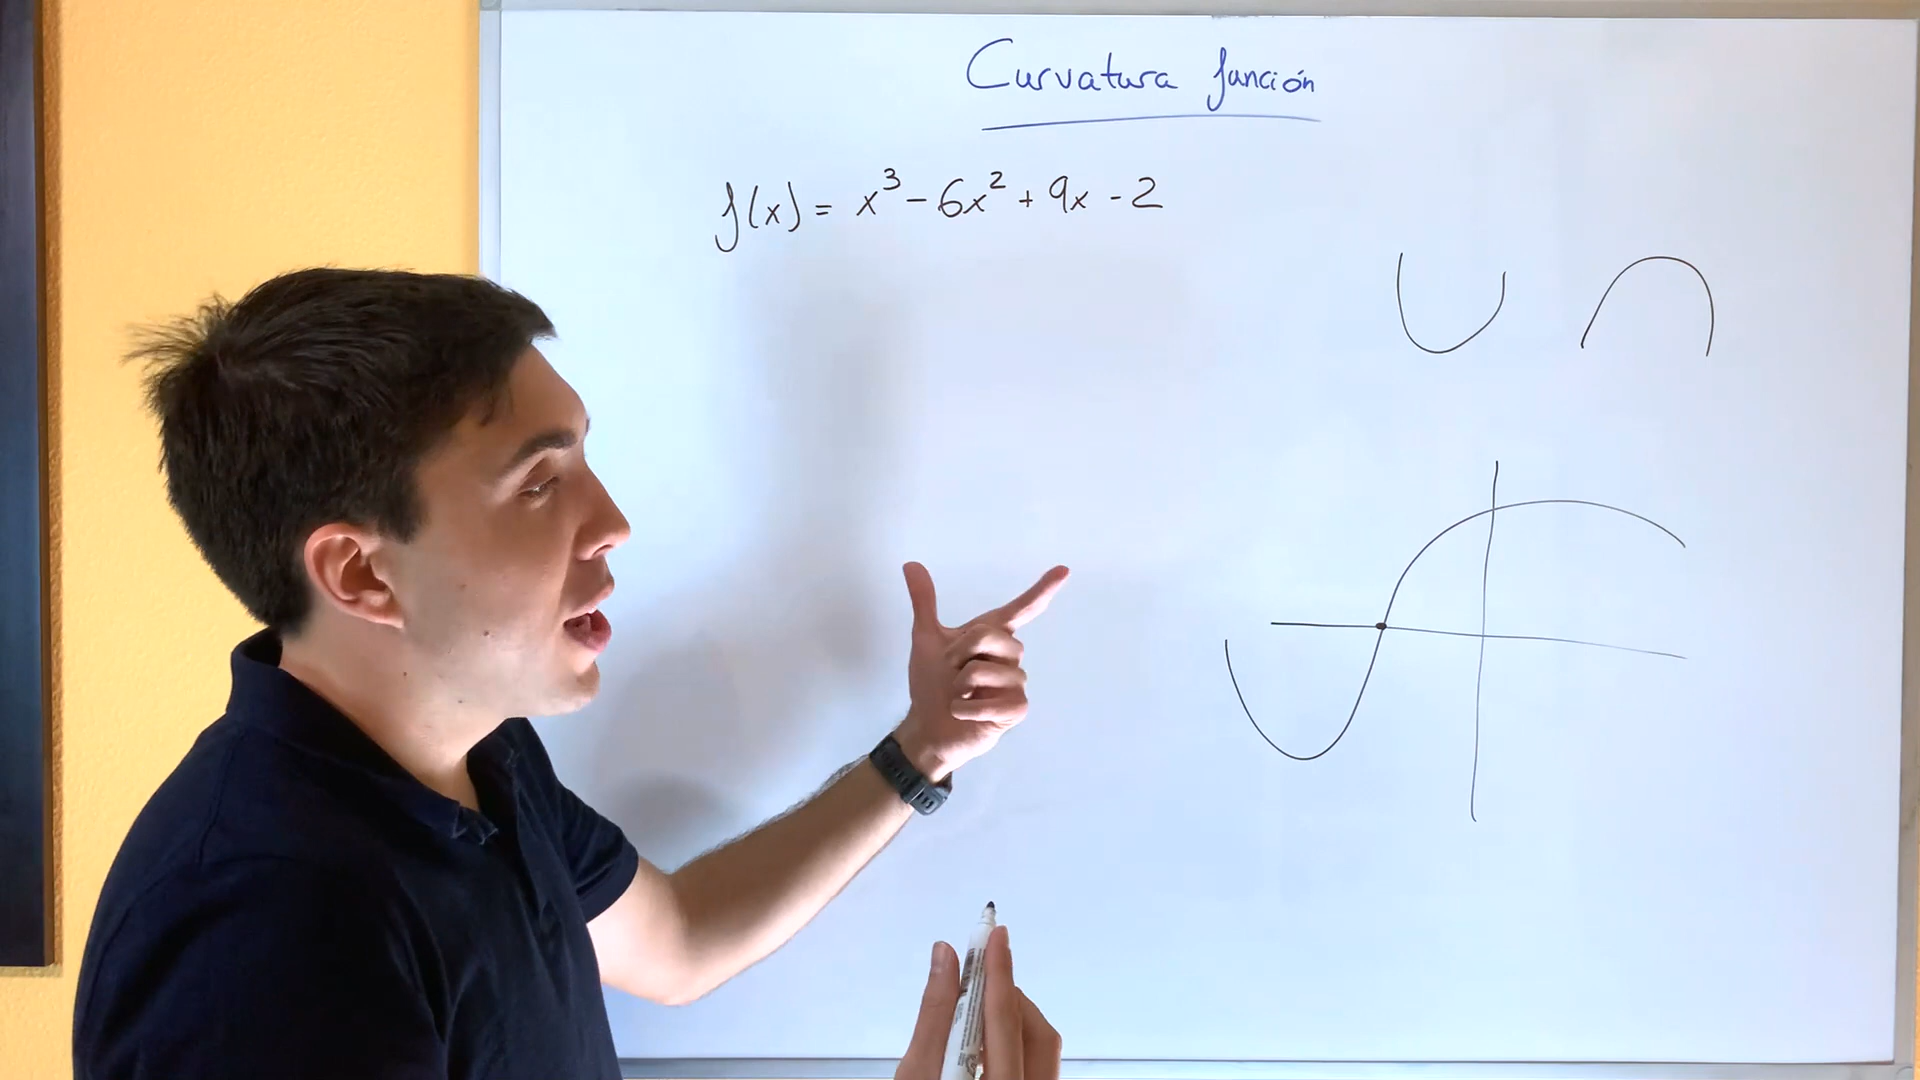 Curvatura función
f(x) = x³ - 6x² + 9x - 2